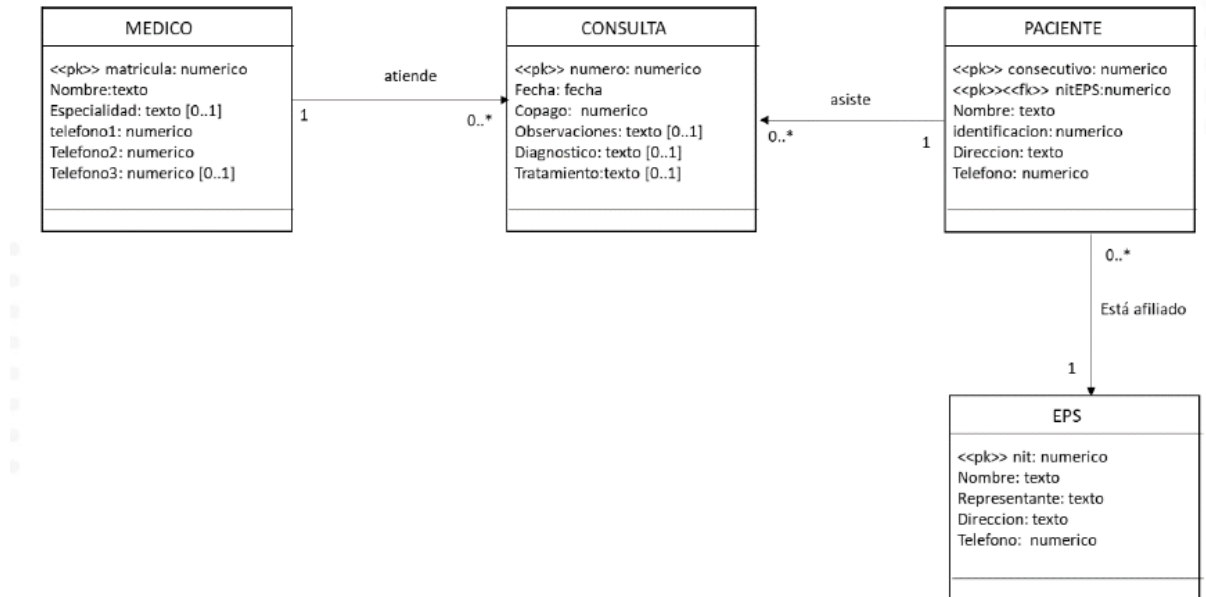 MEDICO
<<pk>> matricula: numerico
Nombre:texto
Especialidad: texto [0..1]
telefono1: numerico
Telefono2: numerico
Telefono3: numerico [0..1]
atiende
1
0..*
CONSULTA
<<pk>> numero: numerico
Fecha: fecha
Copago:  numerico
Observaciones: texto [0..1]
Diagnostico: texto [0..1]
Tratamiento:texto [0..1]
asiste
0..*
1
PACIENTE
<<pk>> consecutivo: numerico
<<pk>><<fk>> nitEPS:numerico
Nombre: texto
identificacion: numerico
Direccion: texto
Telefono: numerico
0..*
Está afiliado
1
EPS
<<pk>> nit: numerico
Nombre: texto
Representante: texto
Direccion: texto
Telefono:  numerico